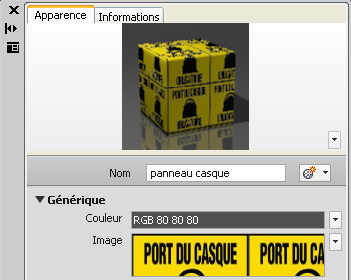 Apparence Informations
OBLIGATOIRE
PORT DU CASQUE
Nom panneau casque
Générique
Couleur RGB 80 80 80
Image PORT DU CASQUE PORT DU CASQUE